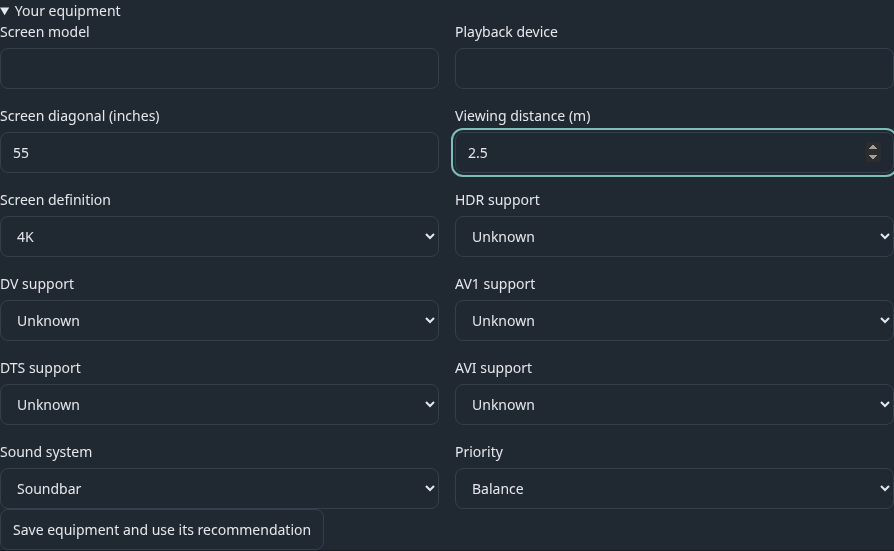 ▼ Your equipment
Screen model
Playback device
Screen diagonal (inches)
Viewing distance (m)
55
2.5
Screen definition
HDR support
4K
Unknown
DV support
AV1 support
Unknown
Unknown
DTS support
AVI support
Unknown
Unknown
Sound system
Priority
Soundbar
Balance
Save equipment and use its recommendation